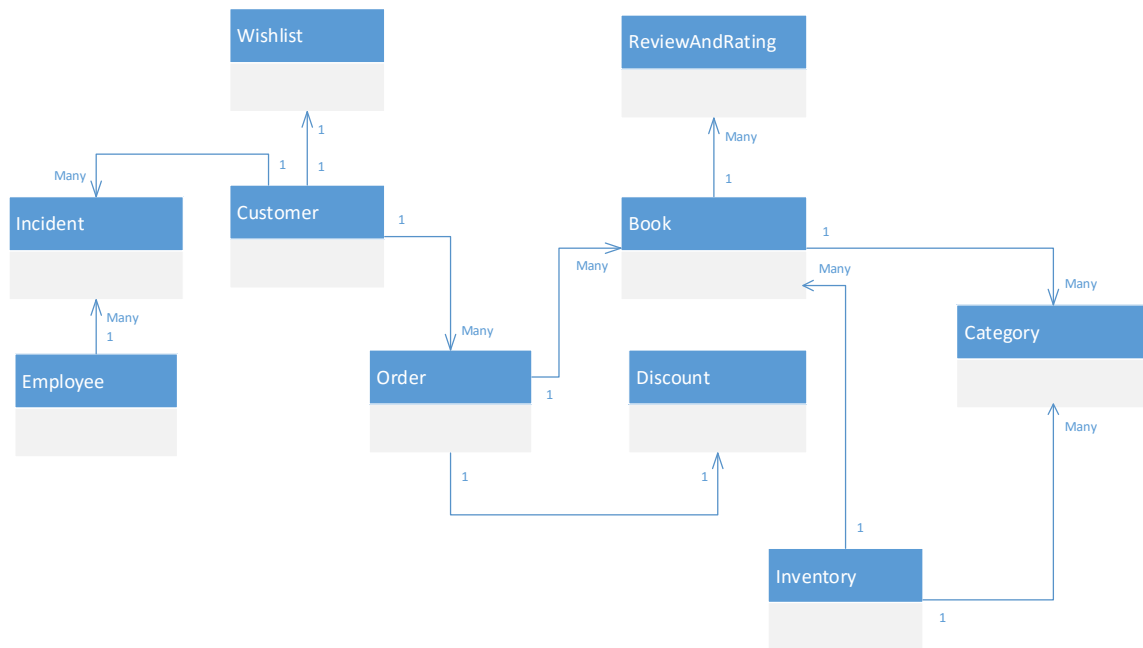 Wishlist
ReviewAndRating
1
Many
1
1
Many
1
Incident
Customer
Book
1
1
Many
Many
Many
Many
1
Many
Category
Employee
Order
Discount
1
Many
1
1
1
Inventory
1